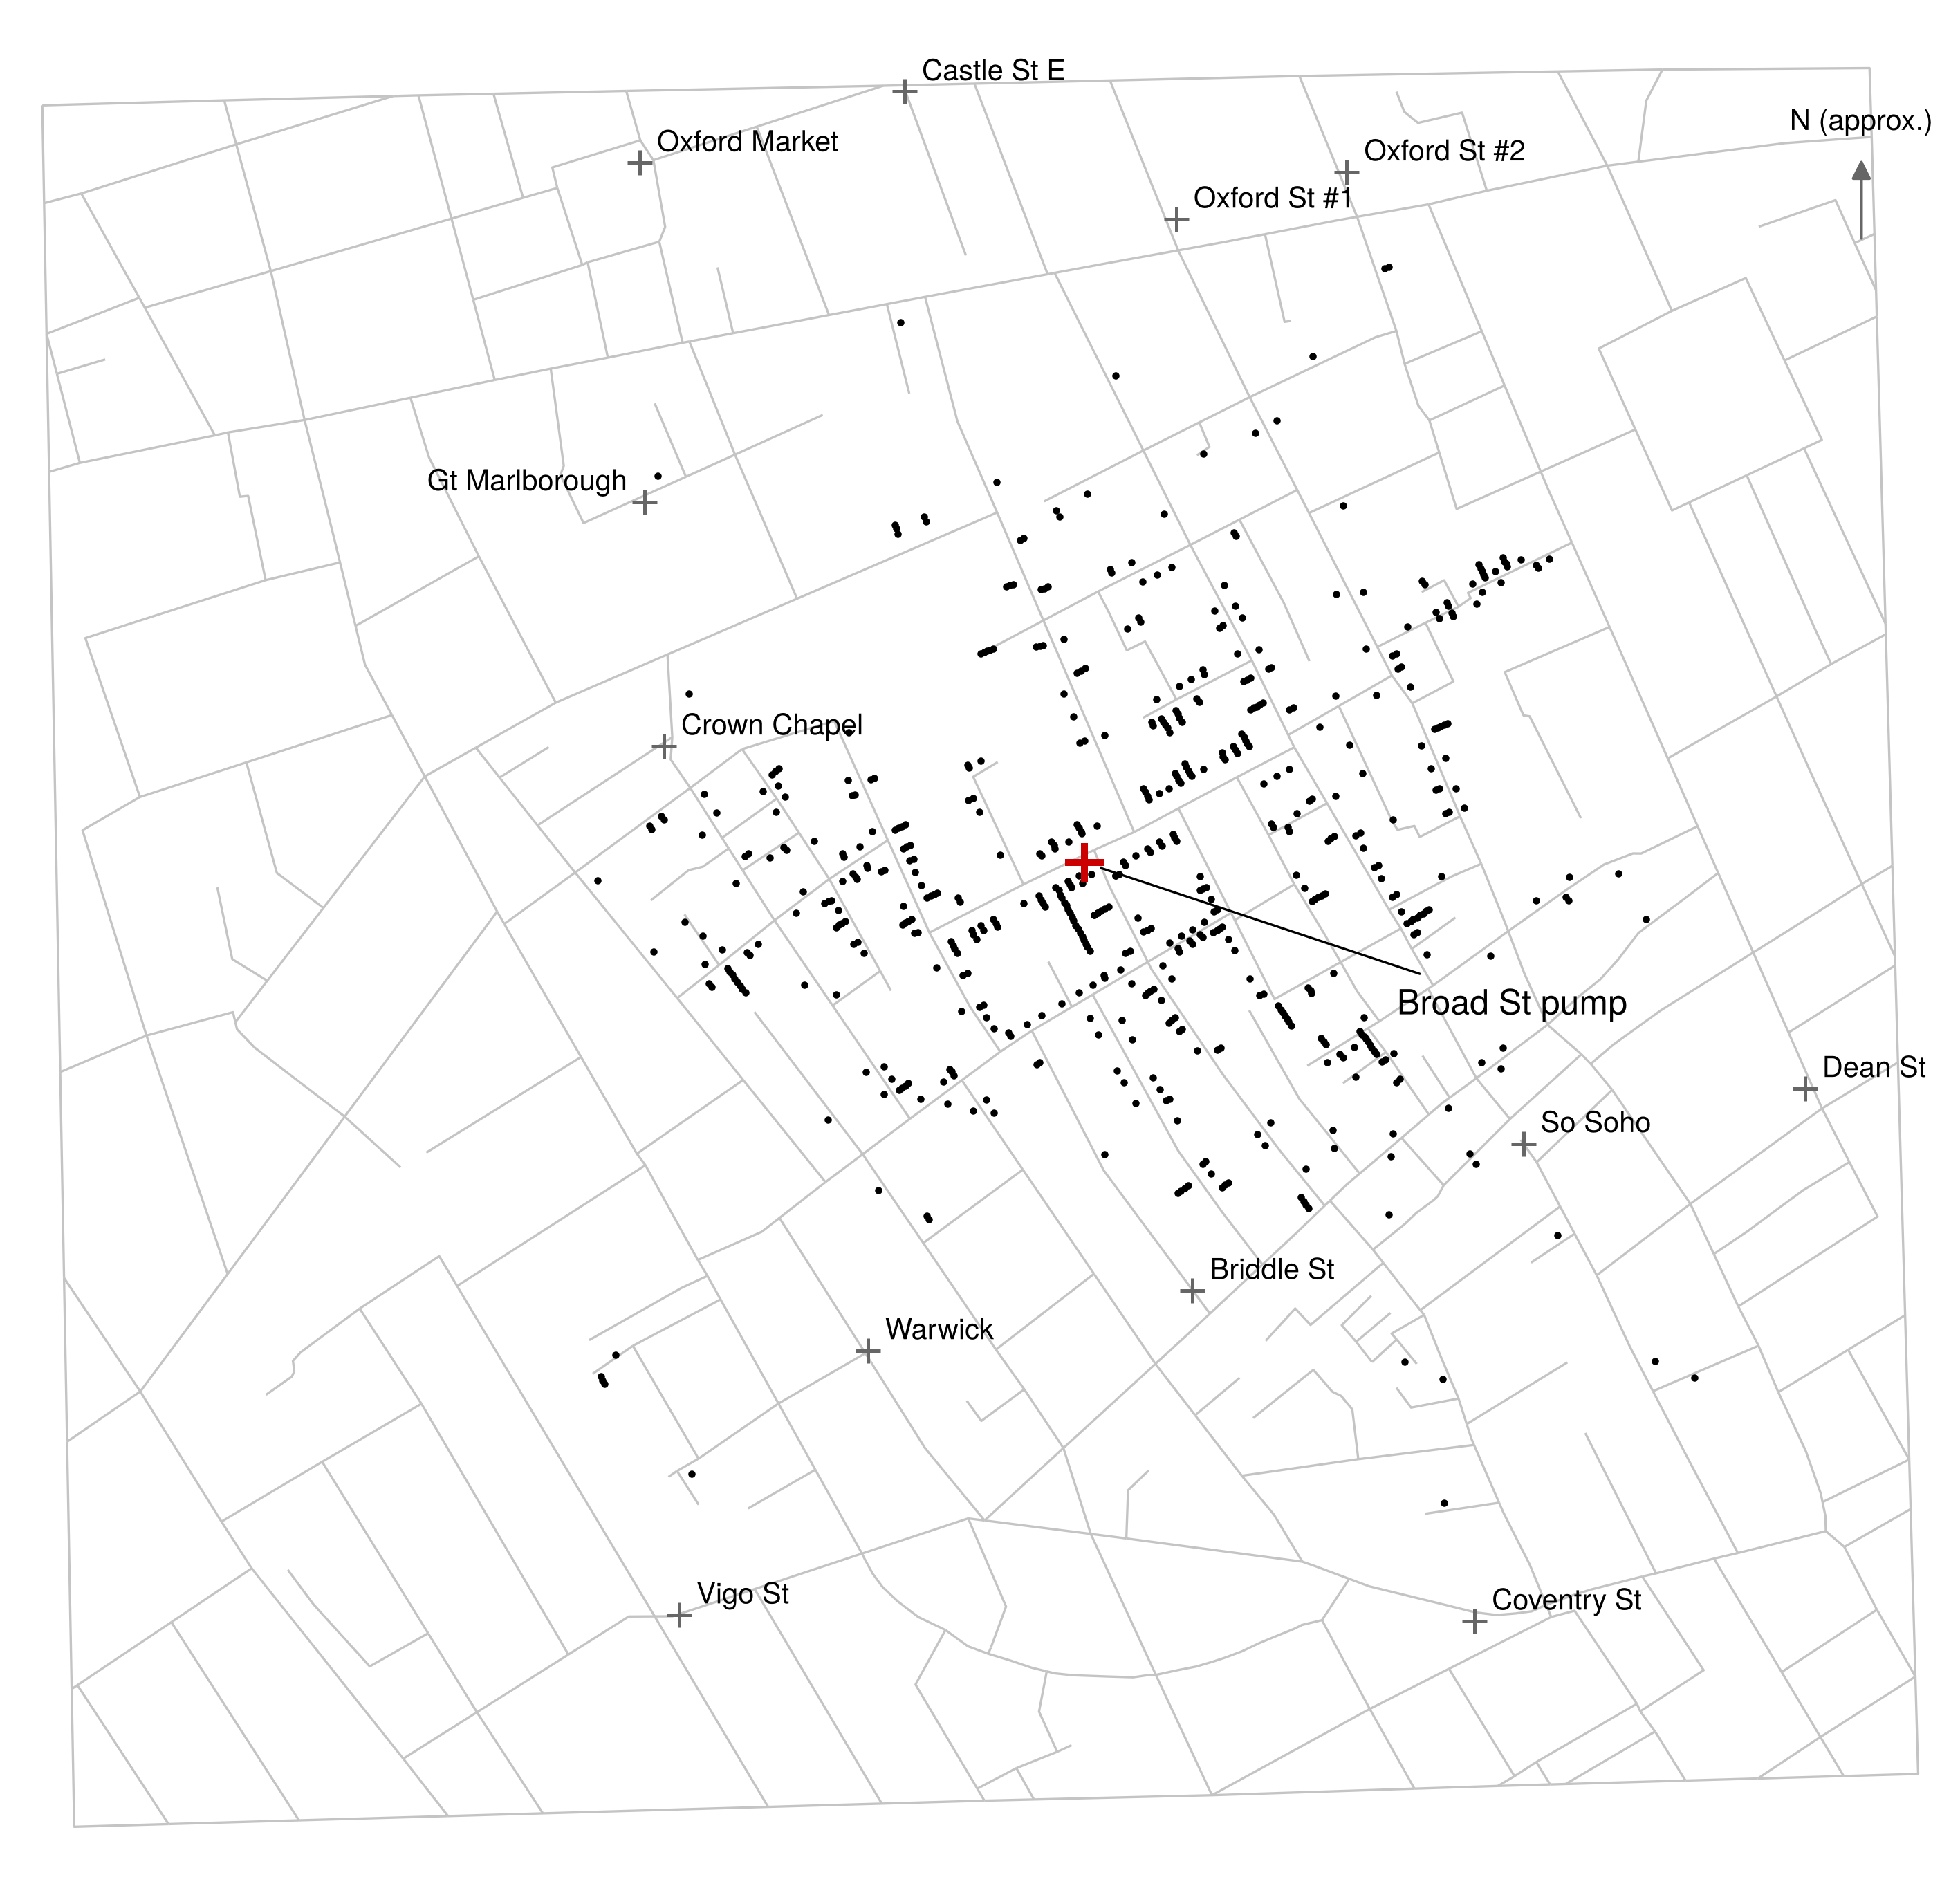 Castle St E
N (approx.)
Oxford Market
Oxford St #2
Oxford St #1
Gt Marlborough
Crown Chapel
Broad St pump
Dean St
So Soho
Briddle St
Warwick
Vigo St
Coventry St